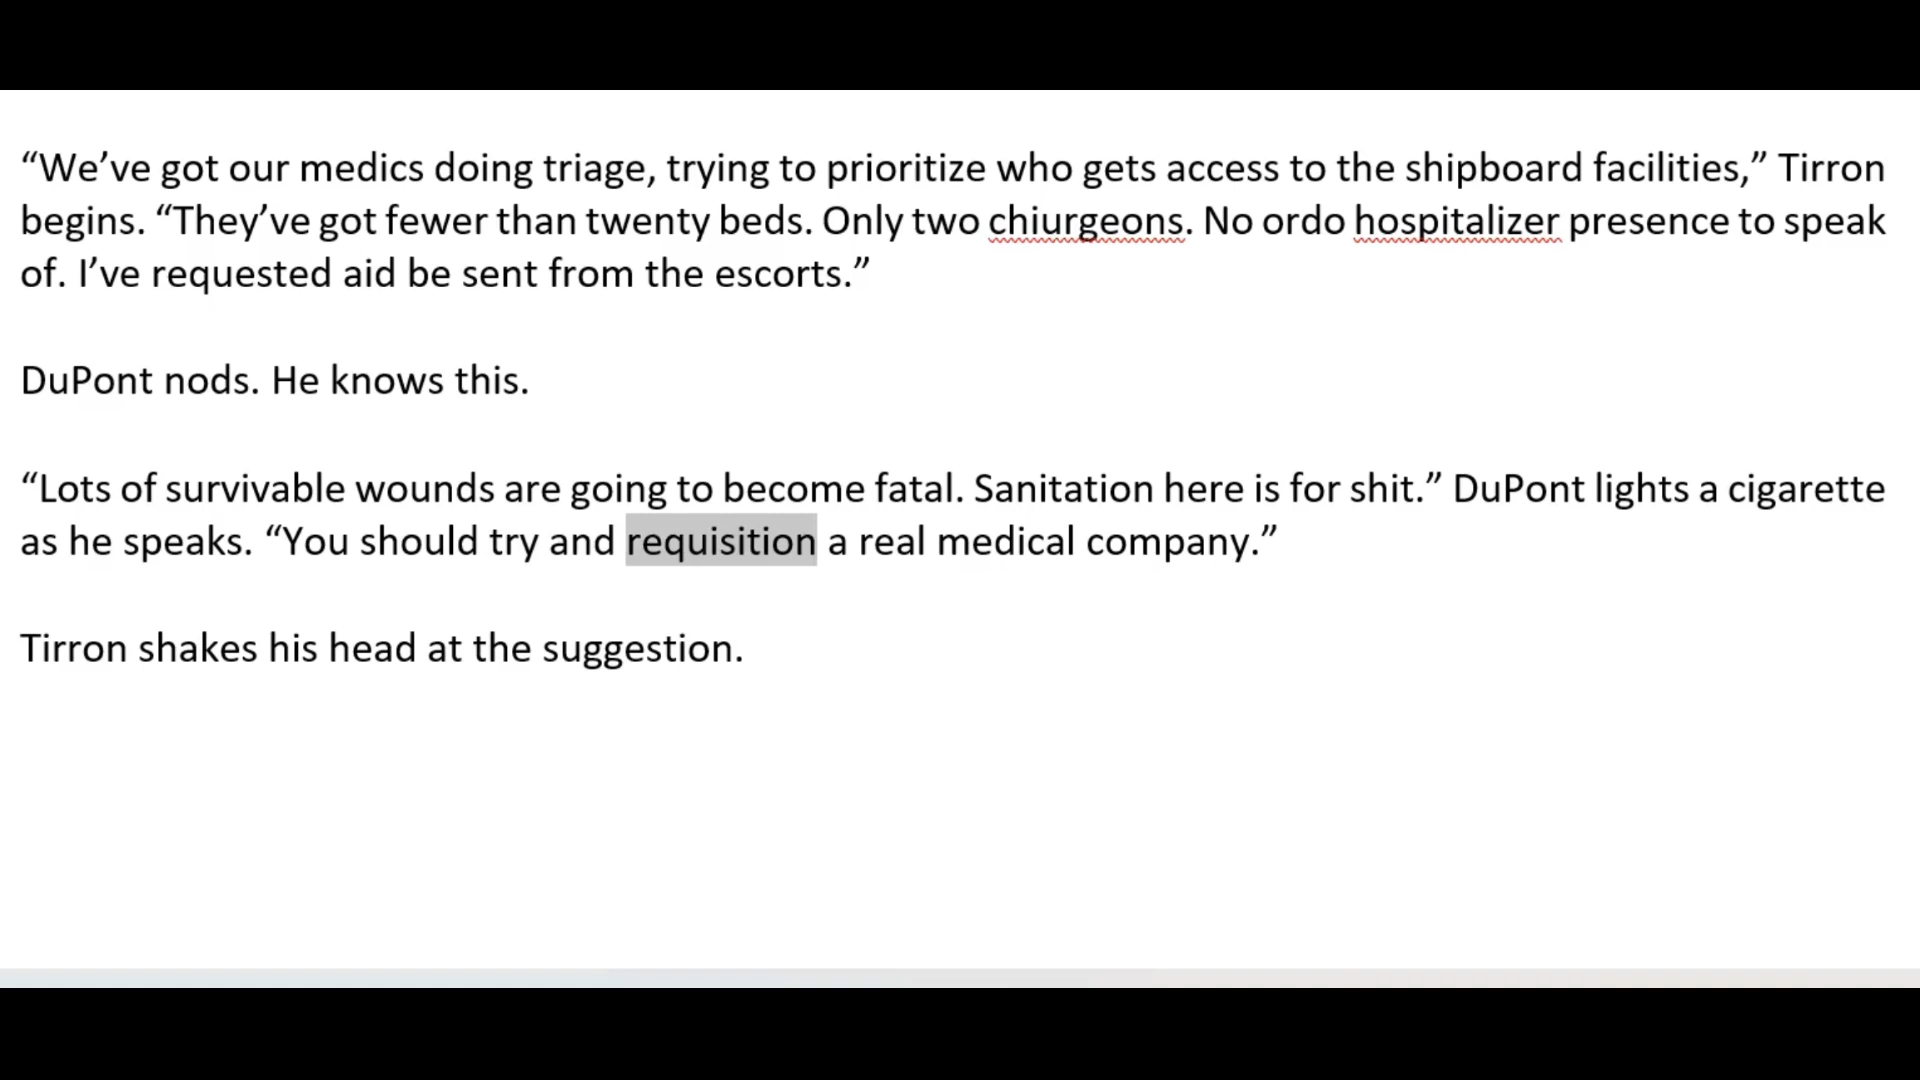 “We’ve got our medics doing triage, trying to prioritize who gets access to the shipboard facilities,” Tirron
begins. “They’ve got fewer than twenty beds. Only two chiurgeons. No ordo hospitalizer presence to speak
of. I’ve requested aid be sent from the escorts.”
DuPont nods. He knows this.
“Lots of survivable wounds are going to become fatal. Sanitation here is for shit.” DuPont lights a cigarette
as he speaks. “You should try and requisition a real medical company.”
Tirron shakes his head at the suggestion.